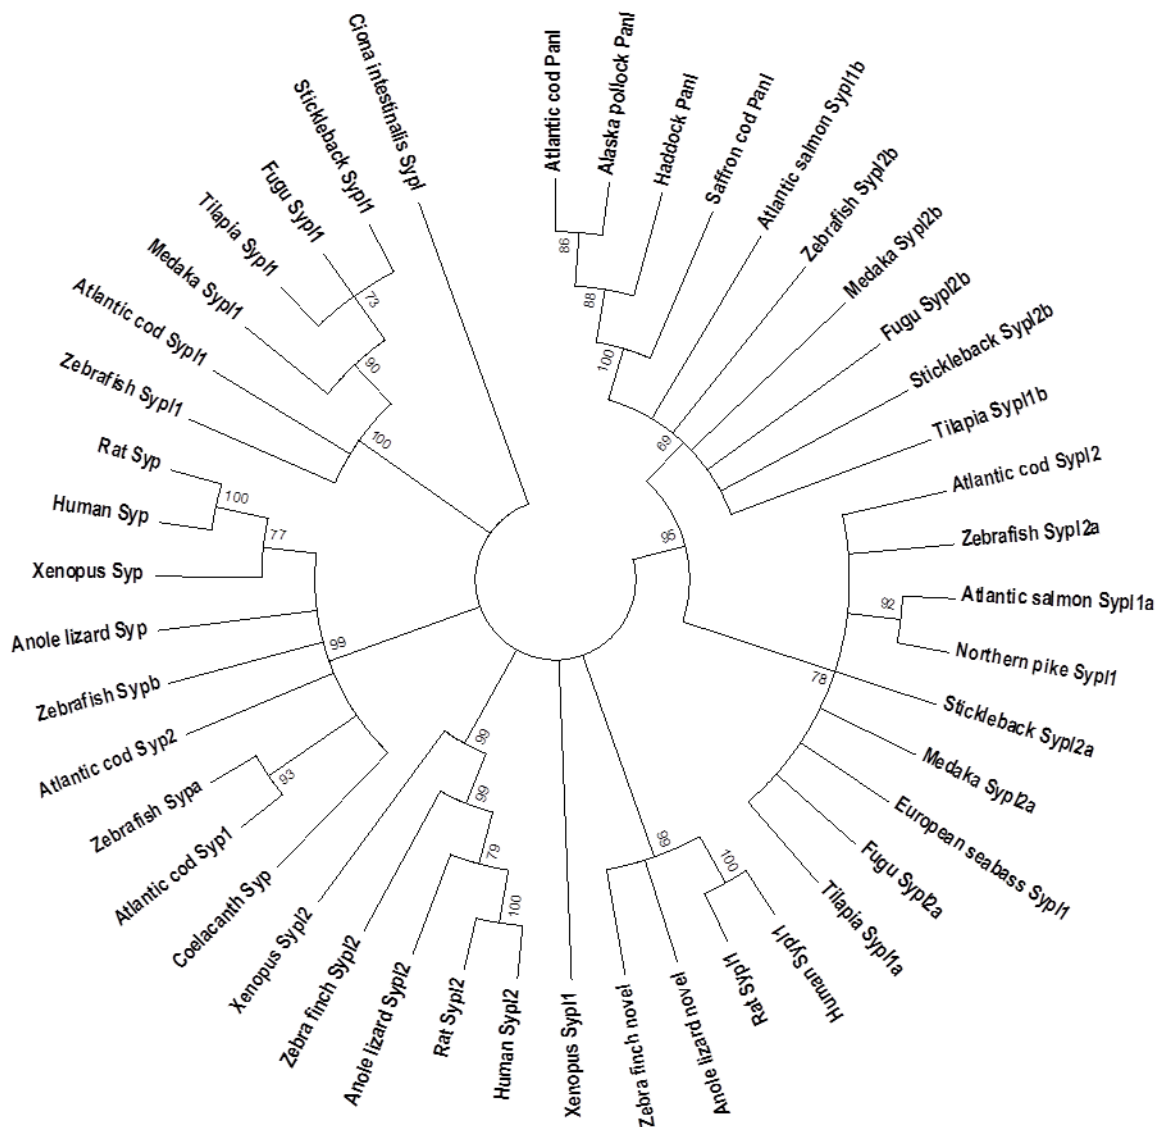 Ciona intestinalis Sypl
Atlantic cod PanI
Alaska pollock PanI
Haddock PanI
Saffron cod PanI
Atlantic salmon Sypl1b
Zebrafish Sypl2b
Medaka Sypl2b
Fugu Sypl2b
Stickleback Sypl2b
Tilapia Sypl1b
Atlantic cod Sypl2
Zebrafish Sypl2a
Atlantic salmon Sypl1a
Northern pike Sypl1
Stickleback Sypl2a
Medaka Sypl2a
European seabass Sypl1
Fugu Sypl2a
Tilapia Sypl1a
Human Sypl1
Rat Sypl1
Anole lizard novel
Zebra finch novel
Xenopus Sypl1
Human Sypl2
Rat Sypl2
Anole lizard Sypl2
Zebra finch Sypl2
Xenopus Sypl2
Coelacanth Syp
Atlantic cod Syp1
Zebrafish Sypa
Atlantic cod Syp2
Zebrafish Sypb
Anole lizard Syp
Xenopus Syp
Human Syp
Rat Syp
Zebrafish Sypl1
Atlantic cod Sypl1
Medaka Sypl1
Tilapia Sypl1
Fugu Sypl1
Stickleback Sypl1
86
88
100
69
95
92
78
100
99
100
79
99
99
93
99
77
100
100
90
73